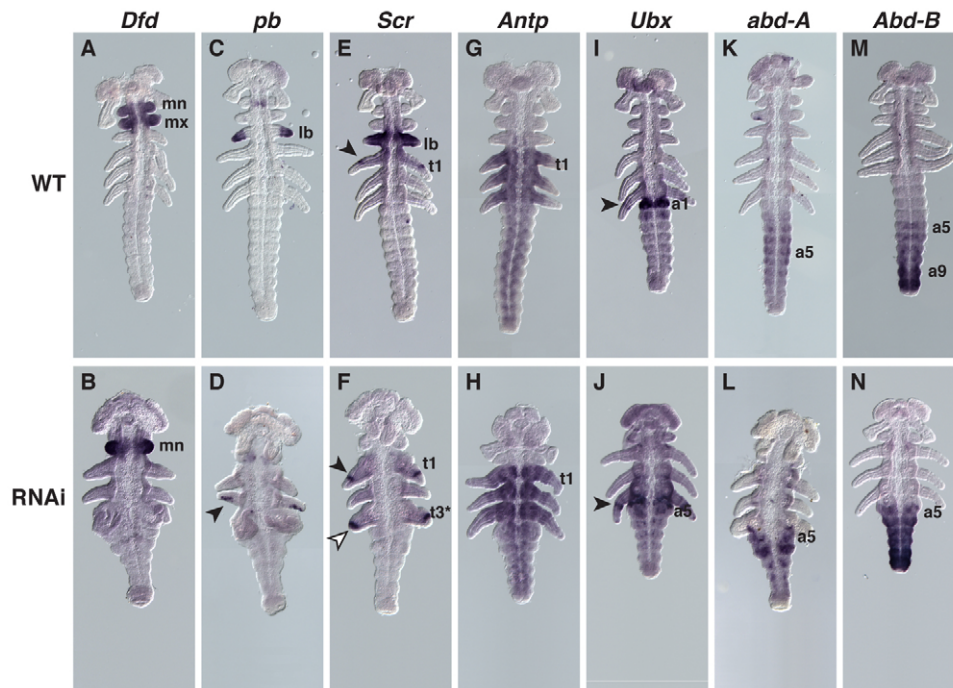 Dfd pb Scr Antp Ubx abd-A Abd-B
A C E G I K M
mn
mx
lb
lb
t1
t1
a1
a5
a5
a9
WT
B D F H J L N
mn
t1
t3*
t1
a5
a5
a5
RNAi